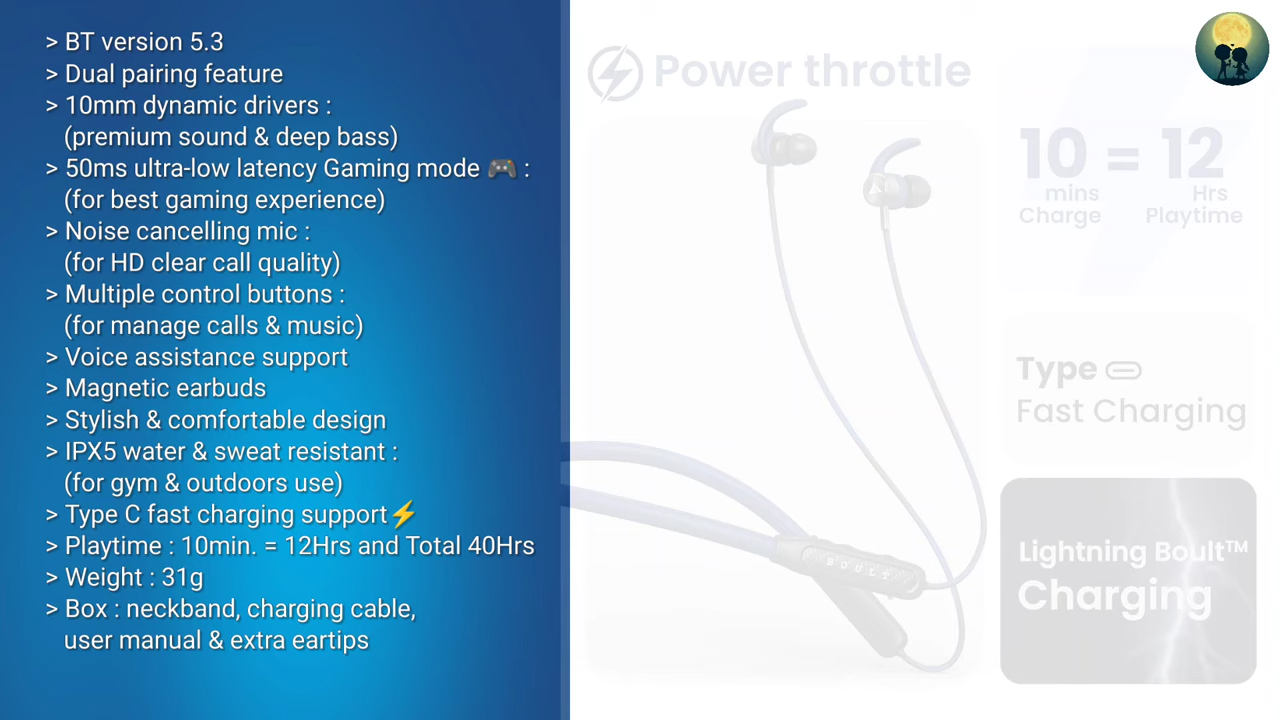 > BT version 5.3
> Dual pairing feature
> 10mm dynamic drivers :
(premium sound & deep bass)
> 50ms ultra-low latency Gaming mode 🎮 :
(for best gaming experience)
> Noise cancelling mic :
(for HD clear call quality)
> Multiple control buttons :
(for manage calls & music)
> Voice assistance support
> Magnetic earbuds
> Stylish & comfortable design
> IPX5 water & sweat resistant :
(for gym & outdoors use)
> Type C fast charging support⚡
> Playtime : 10min. = 12Hrs and Total 40Hrs
> Weight : 31g
> Box : neckband, charging cable,
user manual & extra eartips
Power throttle
10 = 12
mins Hrs
Charge Playtime
Type
Fast Charging
Lightning Boult™
Charging
BOULT